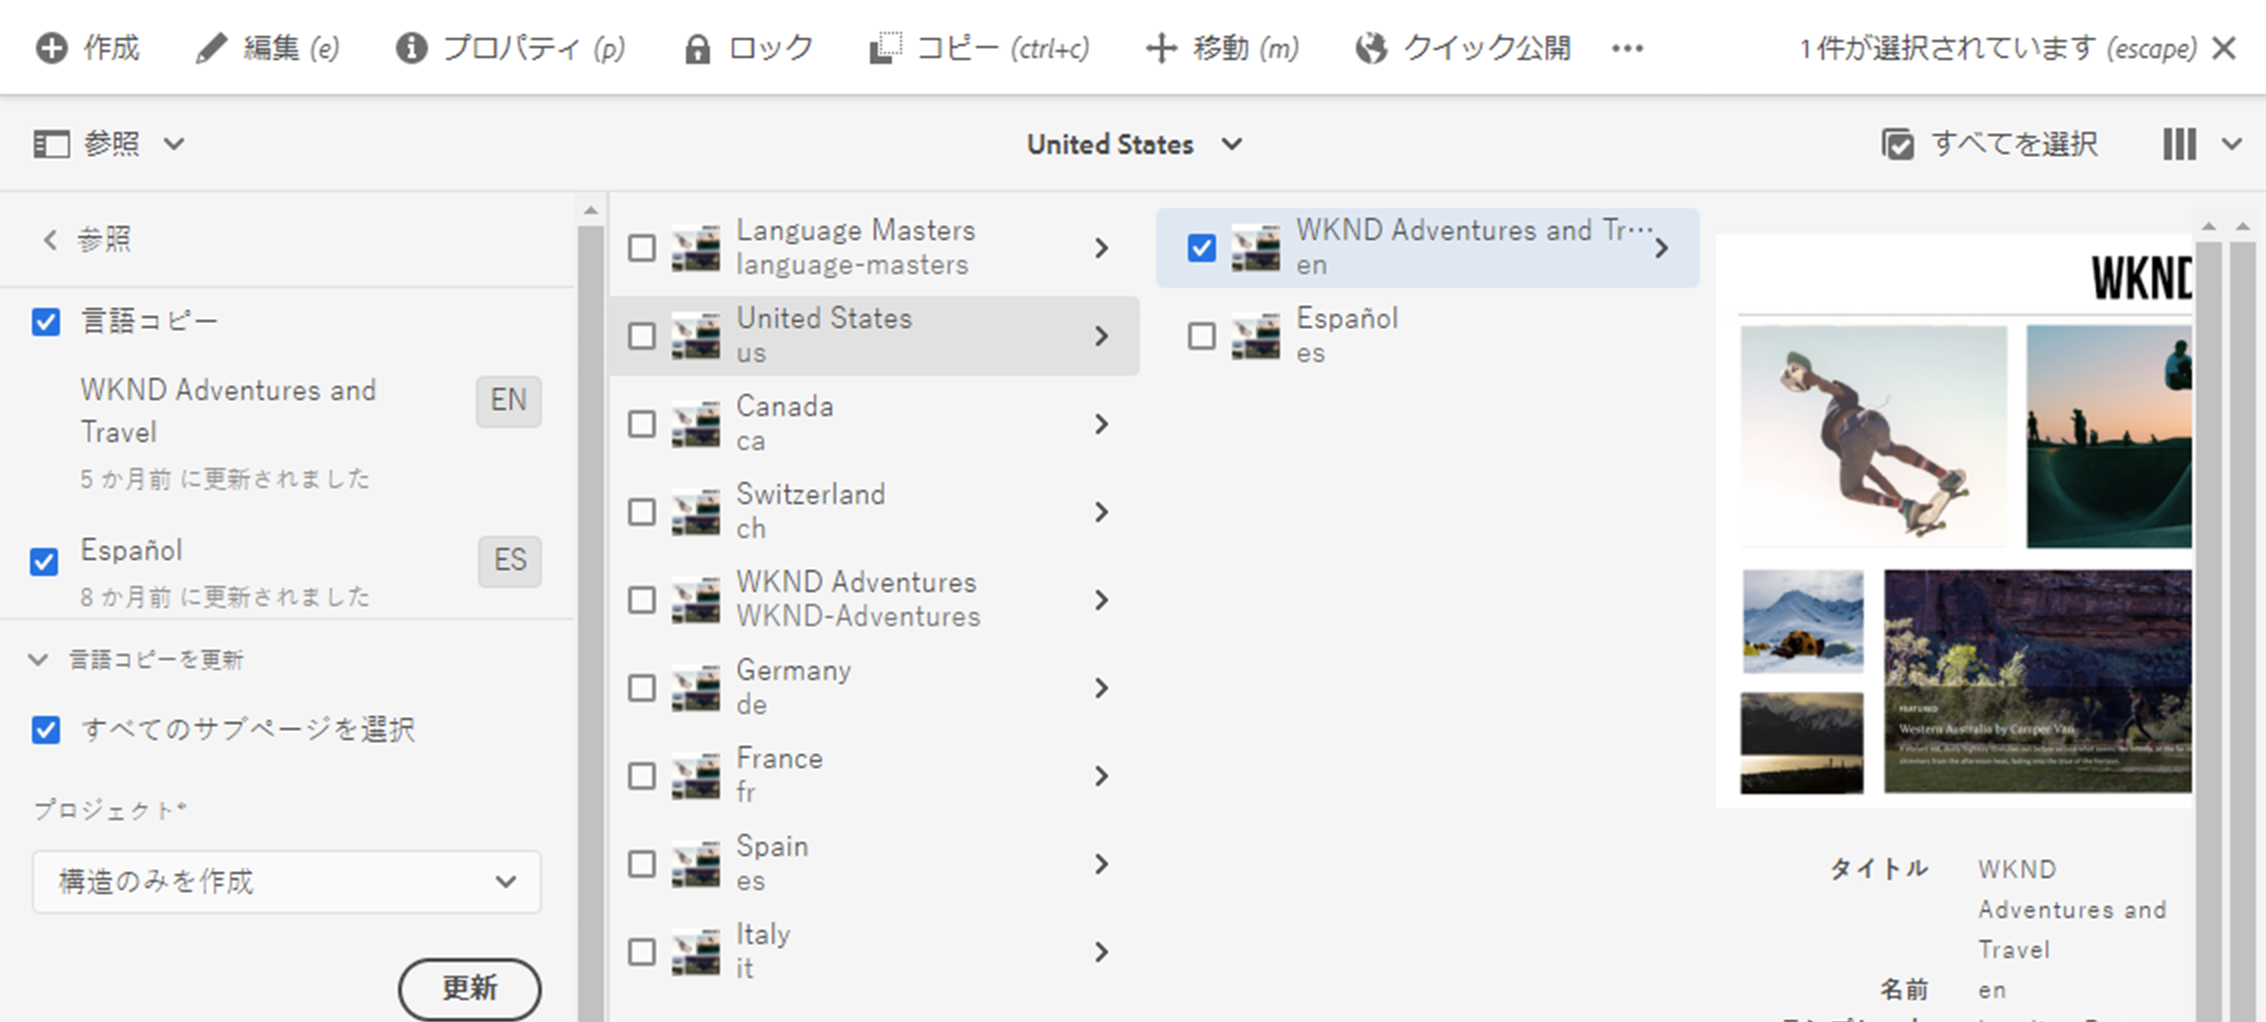 作成 編集 (e) プロパティ (p) ロック コピー (ctrl+c) 移動 (m) クイック公開 ••• 1 件が選択されています (escape)
参照 United States すべてを選択
参照
言語コピー
WKND Adventures and
Travel
EN
5 か月前 に更新されました
Español
ES
8 か月前 に更新されました
言語コピーを更新
すべてのサブページを選択
プロジェクト*
構造のみを作成
更新
Language Masters
language-masters
United States
us
Canada
ca
Switzerland
ch
WKND Adventures
WKND-Adventures
Germany
de
France
fr
Spain
es
Italy
it
WKND Adventures and Tr…
en
Español
es
WKND
FEATURED
Western Australia by Camper Van
タイトル WKND
Adventures and
Travel
名前 en